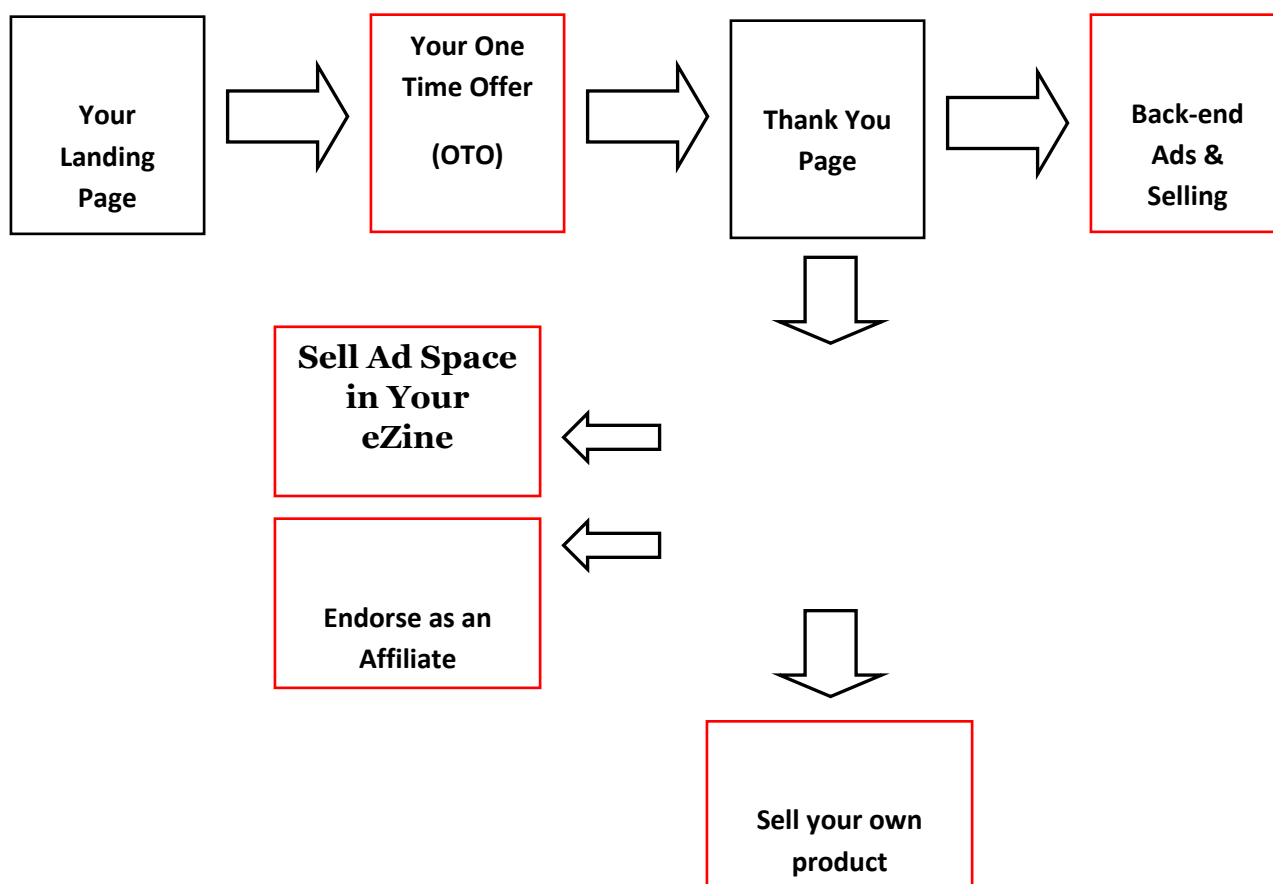 Your
Landing
Page
Your One
Time Offer
(OTO)
Thank You
Page
Back-end
Ads &
Selling
Sell Ad Space
in Your
eZine
Endorse as an
Affiliate
Sell your own
product